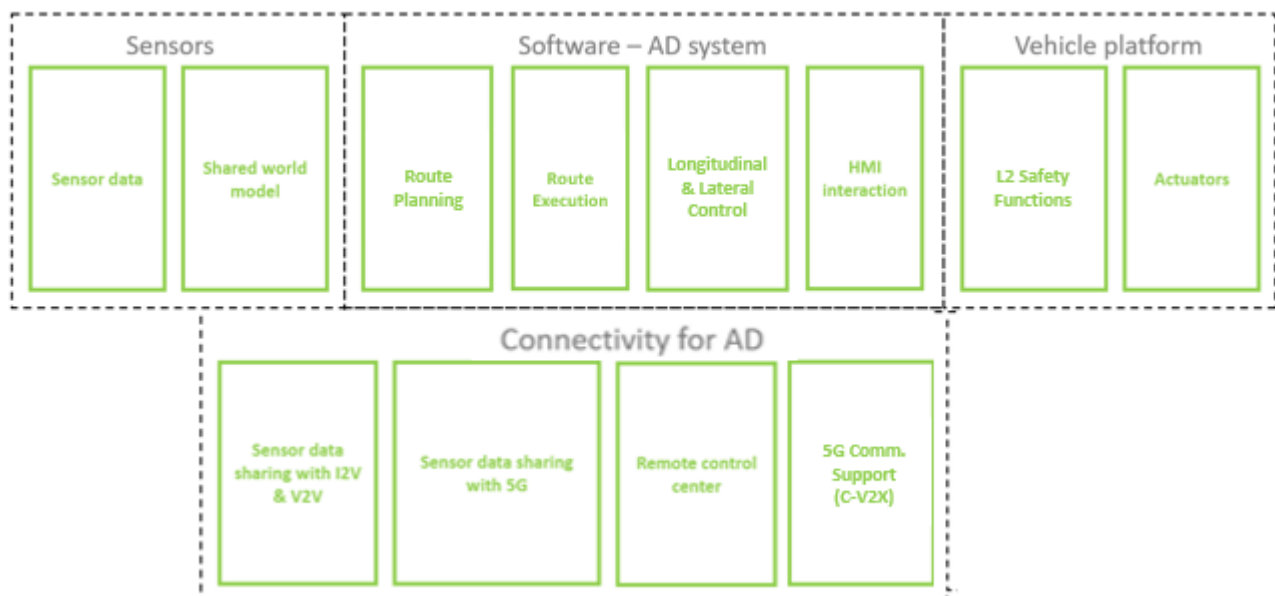 Sensors
Software – AD system
Vehicle platform
Sensor data
Shared world
model
Route
Planning
Route
Execution
Longitudinal
& Lateral
Control
HMI
interaction
L2 Safety
Functions
Actuators
Connectivity for AD
Sensor data
sharing with I2V
& V2V
Sensor data sharing
with 5G
Remote control
center
5G Comm.
Support
(C-V2X)